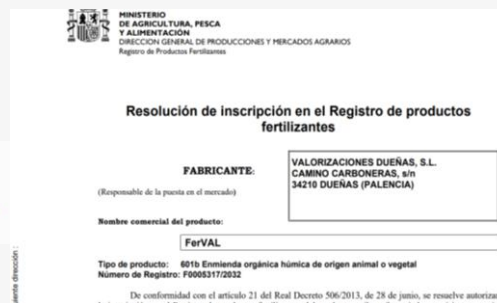 MINISTERIO
DE AGRICULTURA, PESCA
Y ALIMENTACIÓN
DIRECCION GENERAL DE PRODUCCIONES Y MERCADOS AGRARIOS
Registro de Productos Fertilizantes
Resolución de inscripción en el Registro de productos
fertilizantes
FABRICANTE:
(Responsable de la puesta en el mercado)
VALORIZACIONES DUEÑAS, S.L.
CAMINO CARBONERAS, s/n
34210 DUEÑAS (PALENCIA)
Nombre comercial del producto:
FerVAL
Tipo de producto: 601b Enmienda orgánica húmica de origen animal o vegetal
Número de Registro: F0005317/2032
De conformidad con el artículo 21 del Real Decreto 506/2013, de 28 de junio, se resuelve autorizar
dirección :